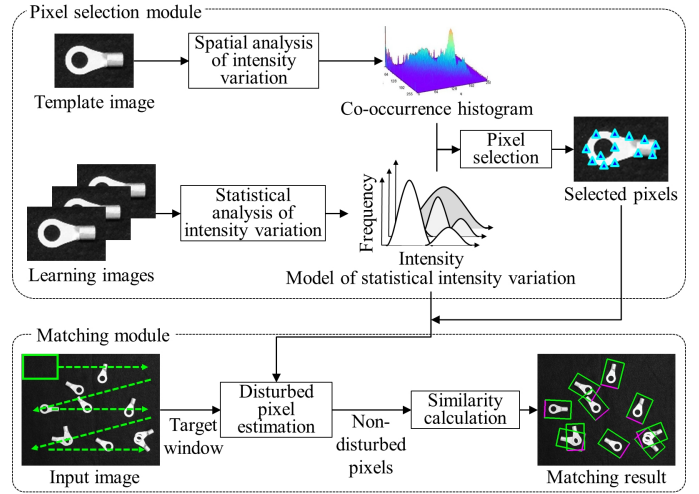 Pixel selection module
Spatial analysis
of intensity
variation
Template image
Co-occurrence histogram
Pixel
selection
Selected pixels
Statistical
analysis of
intensity variation
Learning images
Frequency
Intensity
Model of statistical intensity variation
Matching module
Input image
Target
window
Disturbed
pixel
estimation
Non-
disturbed
pixels
Similarity
calculation
Matching result